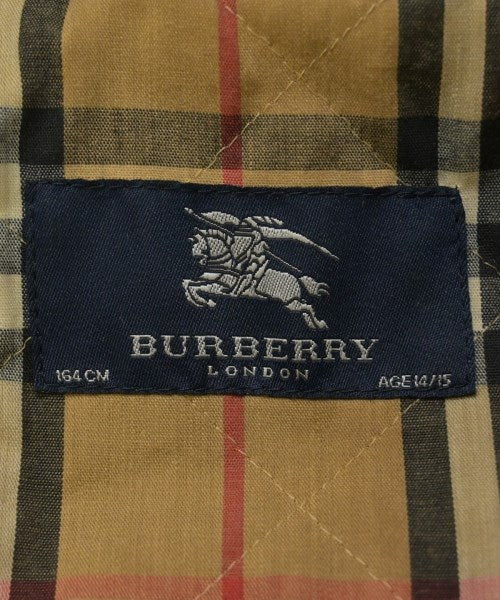 BURBERRY
LONDON
164 CM
AGE 14/15